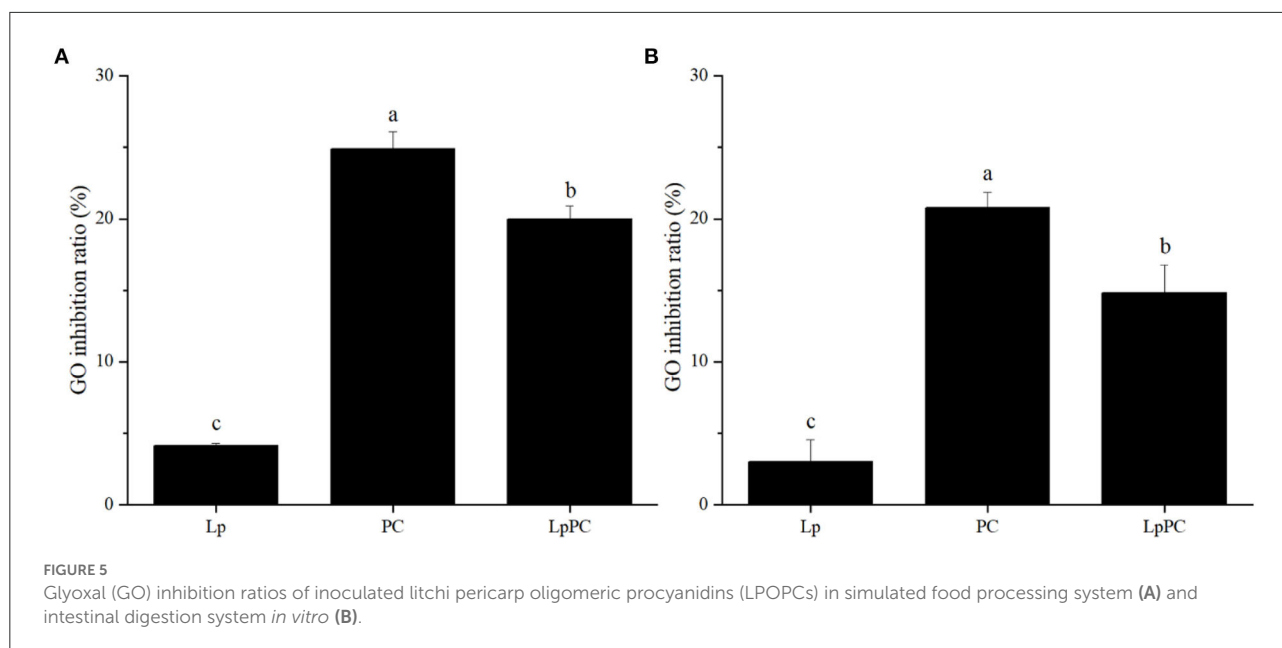 A
GO inhibition ratio (%)
30
20
10
0
c
a
b
Lp
PC
LpPC
B
GO inhibition ratio (%)
30
20
10
0
c
a
b
Lp
PC
LpPC
FIGURE 5
Glyoxal (GO) inhibition ratios of inoculated litchi pericarp oligomeric procyanidins (LPOPCs) in simulated food processing system (A) and
intestinal digestion system in vitro (B).